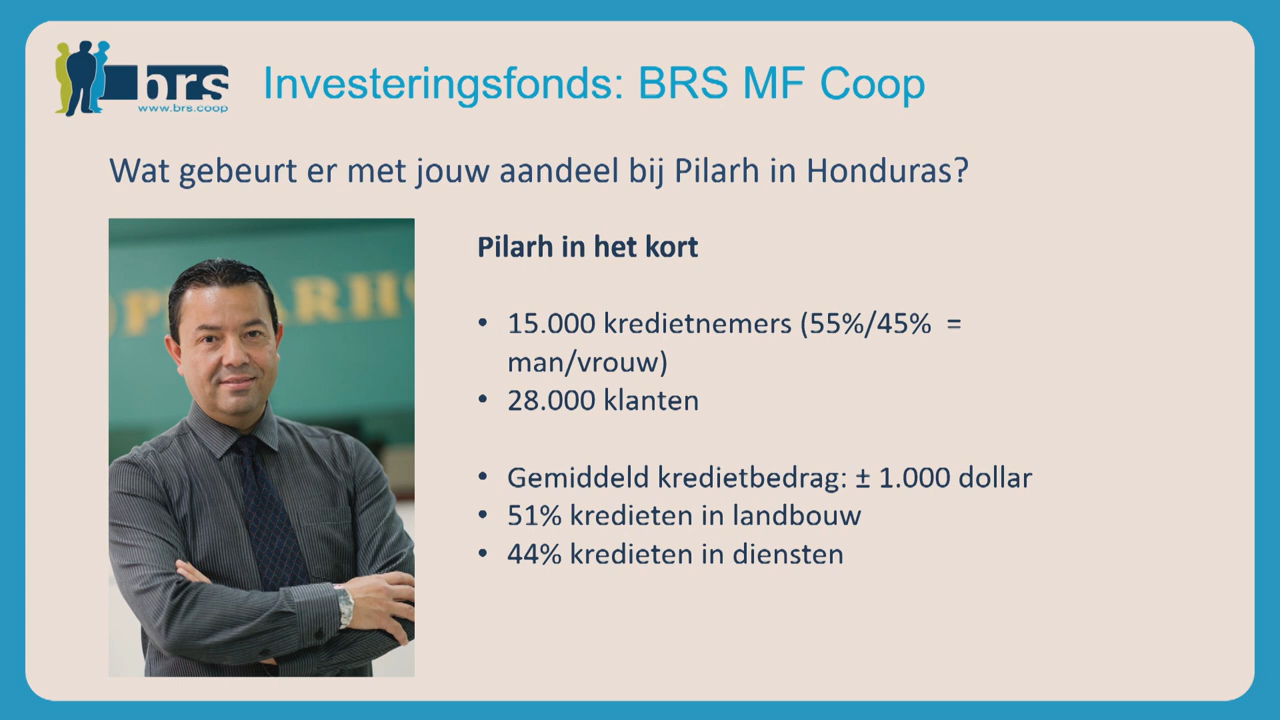 brs
www.brs.coop
Investeringsfonds: BRS MF Coop
Wat gebeurt er met jouw aandeel bij Pilarh in Honduras?
Pilarh in het kort
• 15.000 kredietnemers (55%/45% =
man/vrouw)
• 28.000 klanten
• Gemiddeld kredietbedrag: ± 1.000 dollar
• 51% kredieten in landbouw
• 44% kredieten in diensten